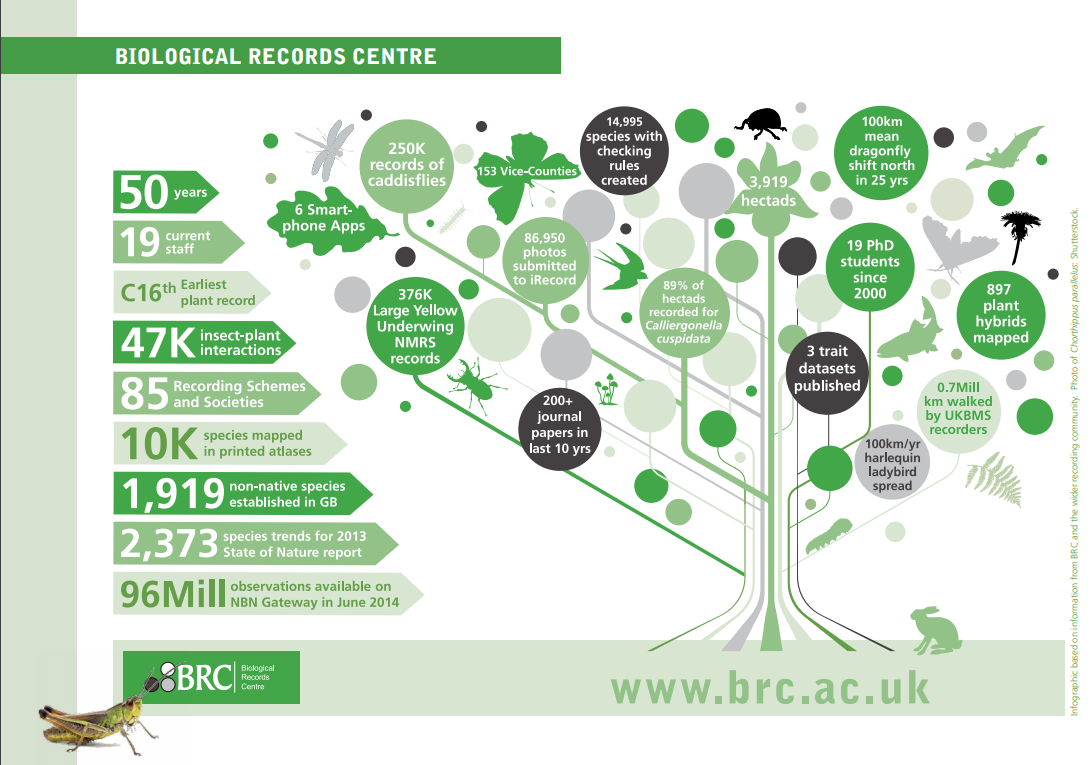 BIOLOGICAL RECORDS CENTRE
50 years
19 current
staff
C16th Earliest
plant record
47K insect-plant
interactions
85 Recording Schemes
and Societies
10K species mapped
in printed atlases
1,919 non-native species
established in GB
2,373 species trends for 2013
State of Nature report
96Mill observations available on
NBN Gateway in June 2014
6 Smart-
phone Apps
250K
records of
caddisflies
153 Vice-Counties
14,995
species with
checking
rules
created
3,919
hectads
100km
mean
dragonfly
shift north
in 25 yrs
86,950
photos
submitted
to iRecord
376K
Large Yellow
Underwing
NMRS
records
89% of
hectads
recorded for
Calliergonella
cuspidata
19 PhD
students
since
2000
897
plant
hybrids
mapped
3 trait
datasets
published
200+
journal
papers in
last 10 yrs
0.7Mill
km walked
by UKBMS
recorders
100km/yr
harlequin
ladybird
spread
BRC
Biological
Records
Centre
www.brc.ac.uk
Infographic based on information from BRC and the wider recording community. Photo of Chorthippus parallelus: Shutterstock.